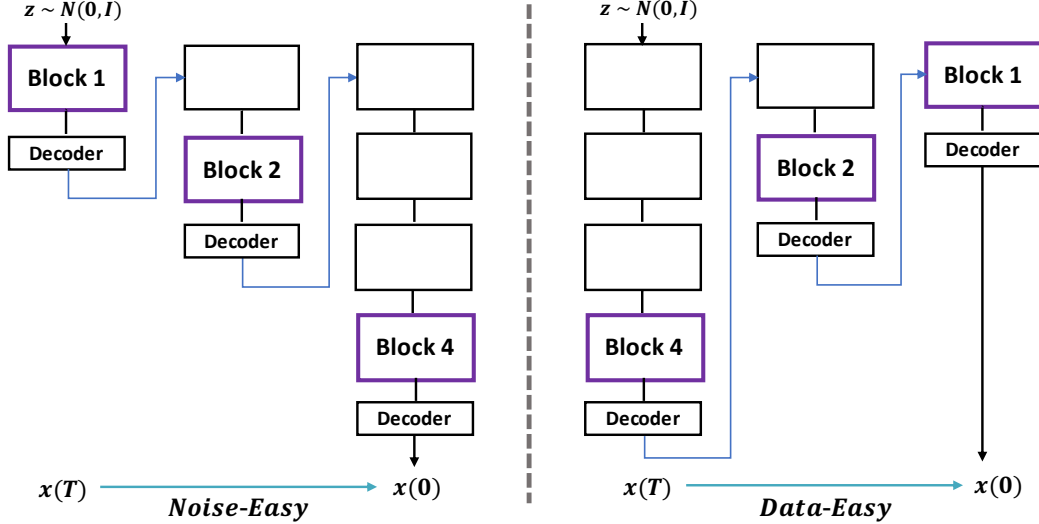 z ~ N(0, I)
Block 1
Decoder
Block 2
Decoder
Block 4
Decoder
x(T)
x(0)
Noise-Easy
z ~ N(0, I)
Block 4
Decoder
Block 2
Decoder
Block 1
Decoder
x(T)
x(0)
Data-Easy